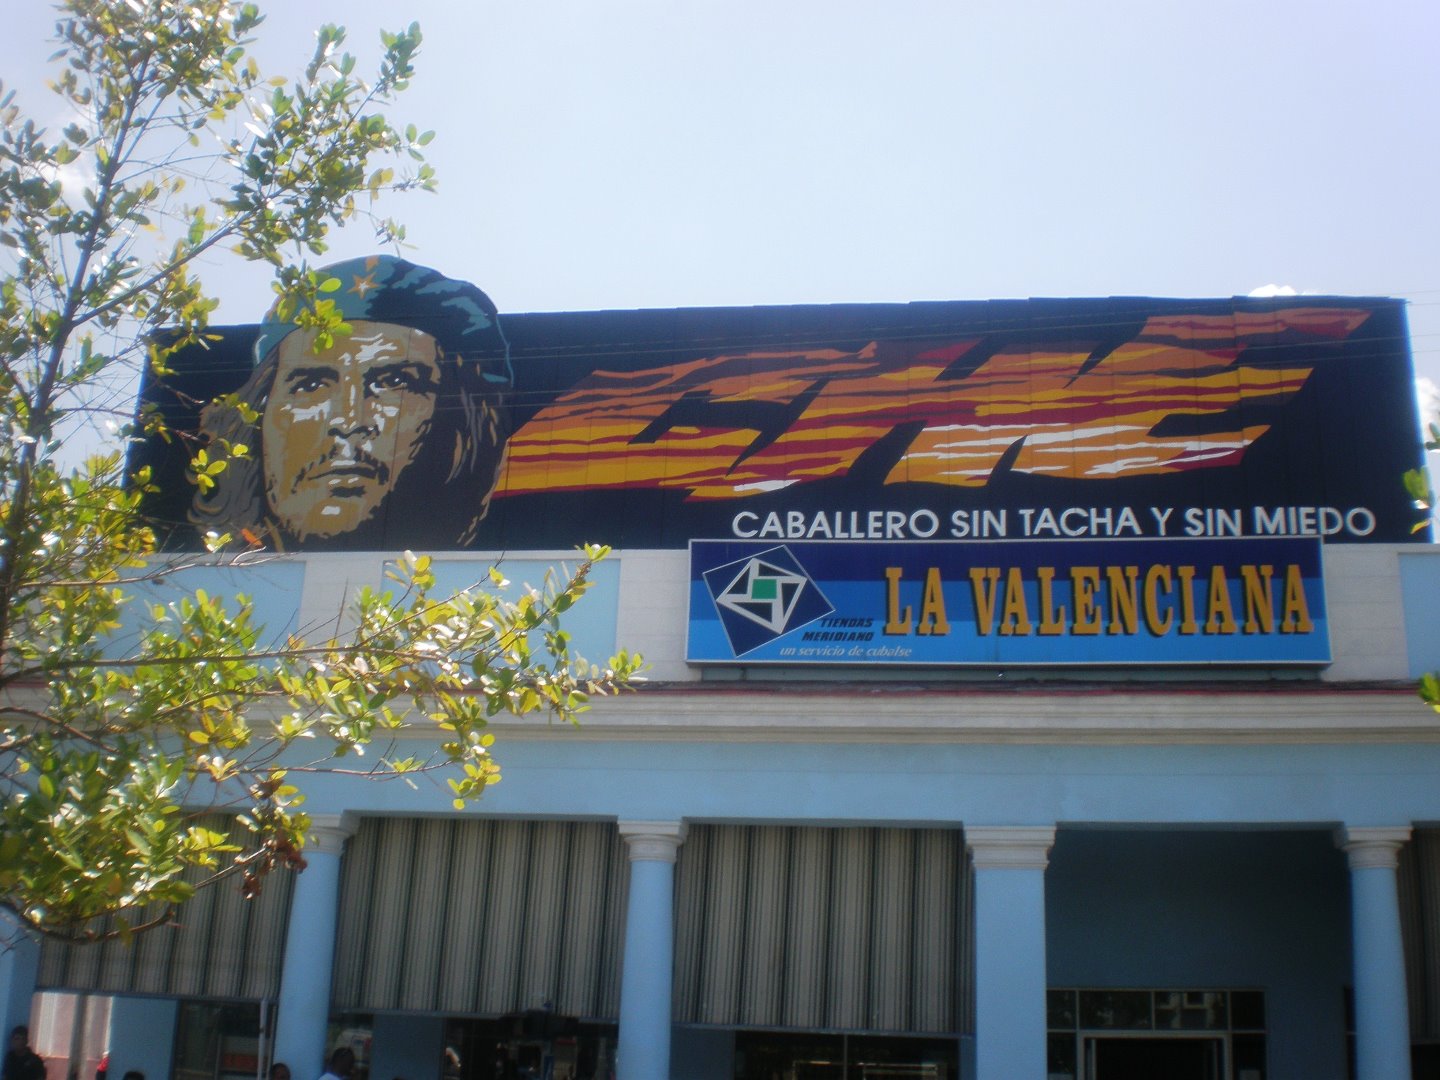 CHE
CABALLERO SIN TACHA Y SIN MIEDO
LA VALENCIANA
TIENDAS
MERIDIANO
un servicio de cubalse